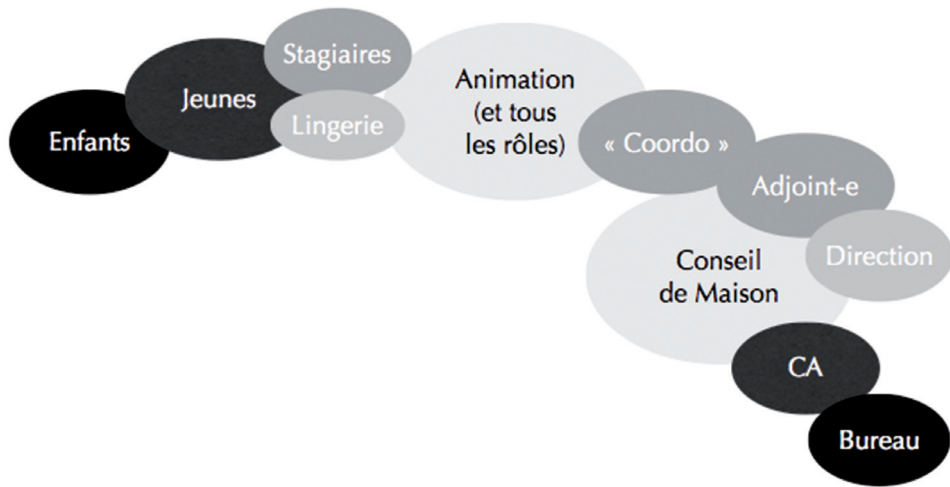 Enfants
Jeunes
Stagiaires
Lingerie
Animation
(et tous
les rôles)
« Coordo »
Adjoint-e
Direction
Conseil
de Maison
CA
Bureau